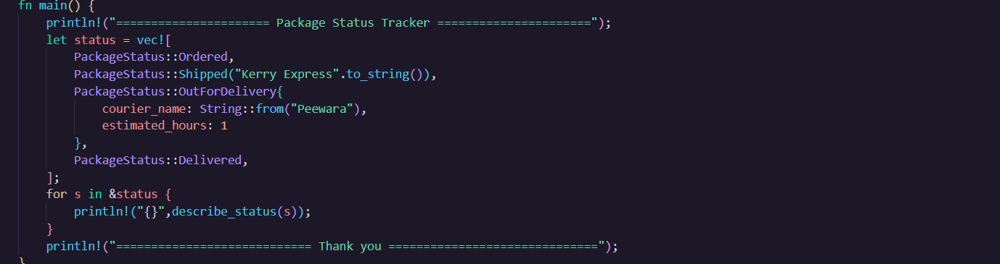 fn main() {
    println!("====================== Package Status Tracker ======================");
    let status = vec![
        PackageStatus::Ordered,
        PackageStatus::Shipped("Kerry Express".to_string()),
        PackageStatus::OutForDelivery{
            courier_name: String::from("Peewara"),
            estimated_hours: 1
        },
        PackageStatus::Delivered,
    ];
    for s in &status {
        println!("{}",describe_status(s));
    }
    println!("============================ Thank you ==============================");
}